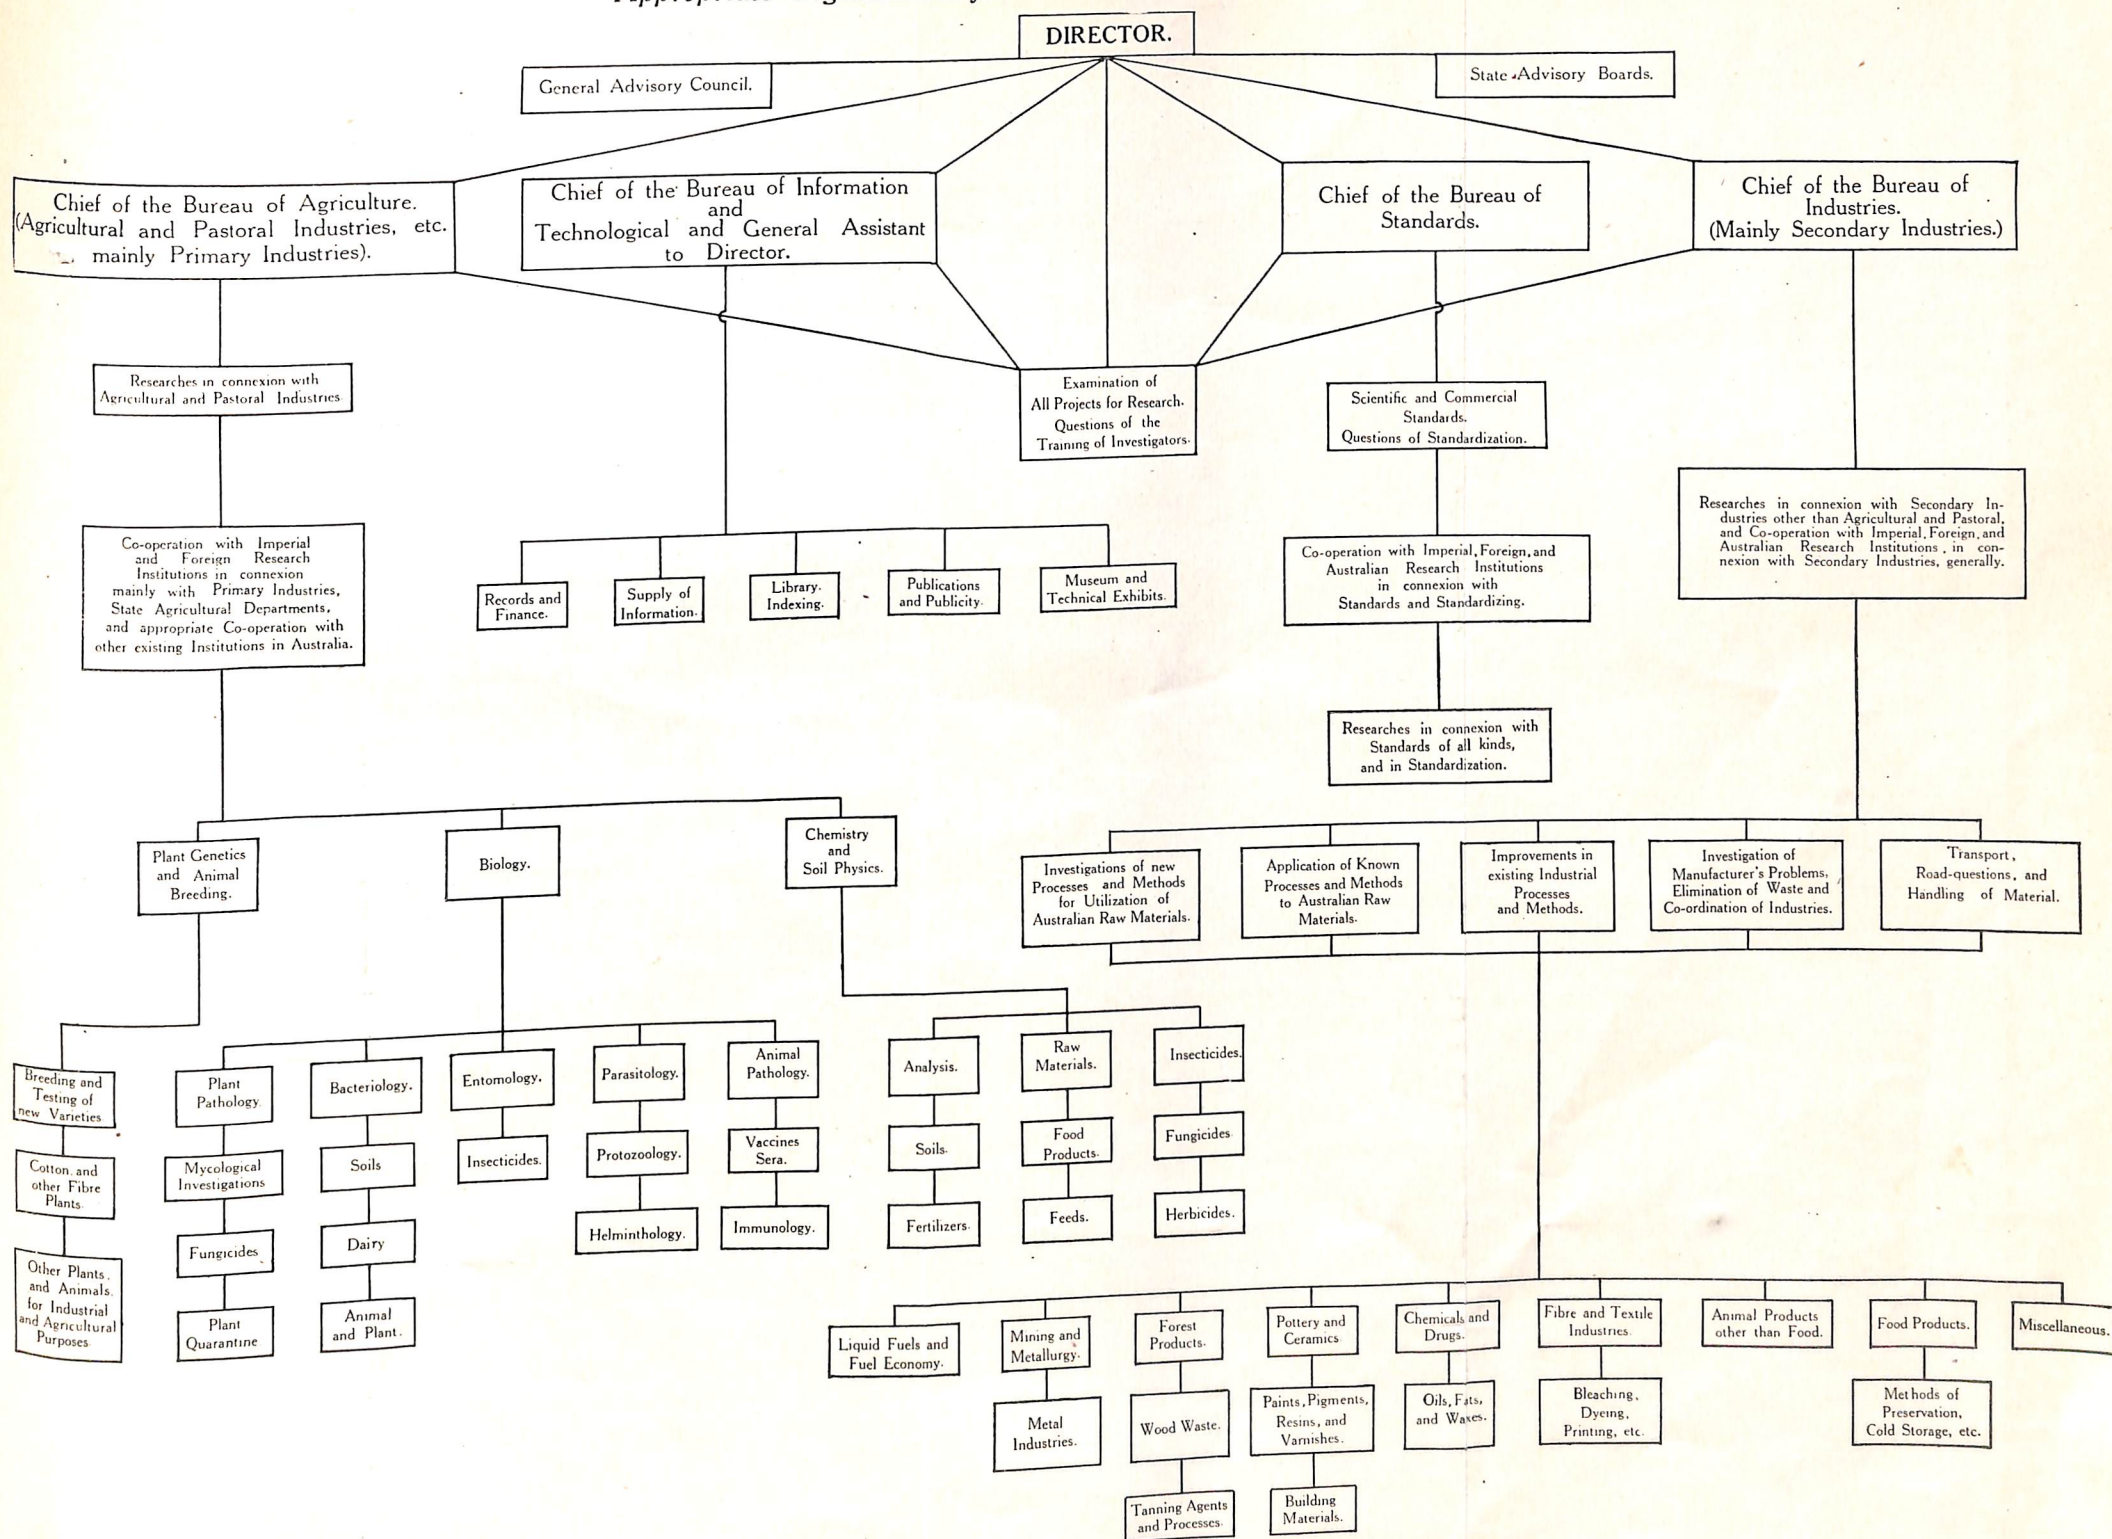 DIRECTOR.
General Advisory Council.
State Advisory Boards.
Chief of the Bureau of Agriculture.
(Agricultural and Pastoral Industries, etc.
mainly Primary Industries).
Chief of the Bureau of Information
and
Technological and General Assistant
to Director.
Chief of the Bureau of
Standards.
Chief of the Bureau of
Industries.
(Mainly Secondary Industries.)
Researches in connexion with
Agricultural and Pastoral Industries
Examination of
All Projects for Research.
Questions of the
Training of Investigators.
Scientific and Commercial
Standards.
Questions of Standardization.
Researches in connexion with Secondary In-
dustries other than Agricultural and Pastoral,
and Co-operation with Imperial, Foreign, and
Australian Research Institutions, in con-
nexion with Secondary Industries, generally.
Co-operation with Imperial
and Foreign Research
Institutions in connexion
mainly with Primary Industries,
State Agricultural Departments,
and appropriate Co-operation with
other existing Institutions in Australia.
Records and
Finance.
Supply of
Information.
Library.
Indexing.
Publications
and Publicity.
Museum and
Technical Exhibits.
Co-operation with Imperial, Foreign, and
Australian Research Institutions
in connexion with
Standards and Standardizing.
Researches in connexion with
Standards of all kinds,
and in Standardization.
Plant Genetics
and Animal
Breeding.
Biology.
Chemistry
and
Soil Physics.
Investigations of new
Processes and Methods
for Utilization of
Australian Raw Materials.
Application of Known
Processes and Methods
to Australian Raw
Materials.
Improvements in
existing Industrial
Processes
and Methods.
Investigation of
Manufacturer's Problems,
Elimination of Waste and
Co-ordination of Industries.
Transport,
Road-questions, and
Handling of Material.
Breeding and
Testing of
new Varieties
Plant
Pathology.
Bacteriology.
Entomology.
Parasitology.
Animal
Pathology.
Analysis.
Raw
Materials.
Insecticides.
Cotton, and
other Fibre
Plants.
Mycological
Investigations
Soils
Insecticides.
Protozoology.
Vaccines
Sera.
Soils.
Food
Products.
Fungicides
Other Plants,
and Animals,
for Industrial
and Agricultural
Purposes
Fungicides
Dairy
Helminthology.
Immunology.
Fertilizers.
Feeds.
Herbicides.
Plant
Quarantine
Animal
and Plant.
Liquid Fuels and
Fuel Economy.
Mining and
Metallurgy.
Forest
Products.
Pottery and
Ceramics
Chemicals and
Drugs.
Fibre and Textile
Industries.
Animal Products
other than Food.
Food Products.
Miscellaneous.
Metal
Industries.
Wood Waste.
Paints, Pigments,
Resins, and
Varnishes.
Oils, Fats,
and Waxes.
Bleaching,
Dyeing,
Printing, etc.
Methods of
Preservation,
Cold Storage, etc.
Tanning Agents
and Processes.
Building
Materials.